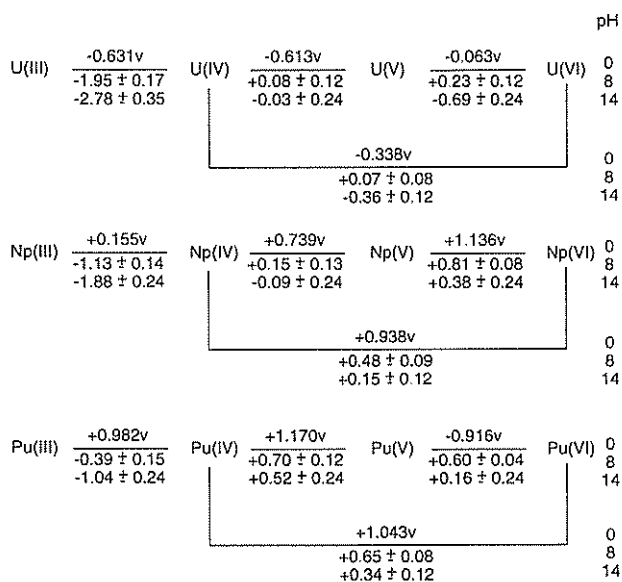 pH
-0.631v -0.613v -0.063v 0
U(III) U(IV) U(V) U(VI)
-1.95 ± 0.17 +0.08 ± 0.12 +0.23 ± 0.12 8
-2.78 ± 0.35 -0.03 ± 0.24 -0.69 ± 0.24 14
-0.338v 0
+0.07 ± 0.08 8
-0.36 ± 0.12 14
+0.155v +0.739v +1.136v 0
Np(III) Np(IV) Np(V) Np(VI)
-1.13 ± 0.14 +0.15 ± 0.13 +0.81 ± 0.08 8
-1.88 ± 0.24 -0.09 ± 0.24 +0.38 ± 0.24 14
+0.938v 0
+0.48 ± 0.09 8
+0.15 ± 0.12 14
+0.982v +1.170v -0.916v 0
Pu(III) Pu(IV) Pu(V) Pu(VI)
-0.39 ± 0.15 +0.70 ± 0.12 +0.60 ± 0.04 8
-1.04 ± 0.24 +0.52 ± 0.24 +0.16 ± 0.24 14
+1.043v 0
+0.65 ± 0.08 8
+0.34 ± 0.12 14